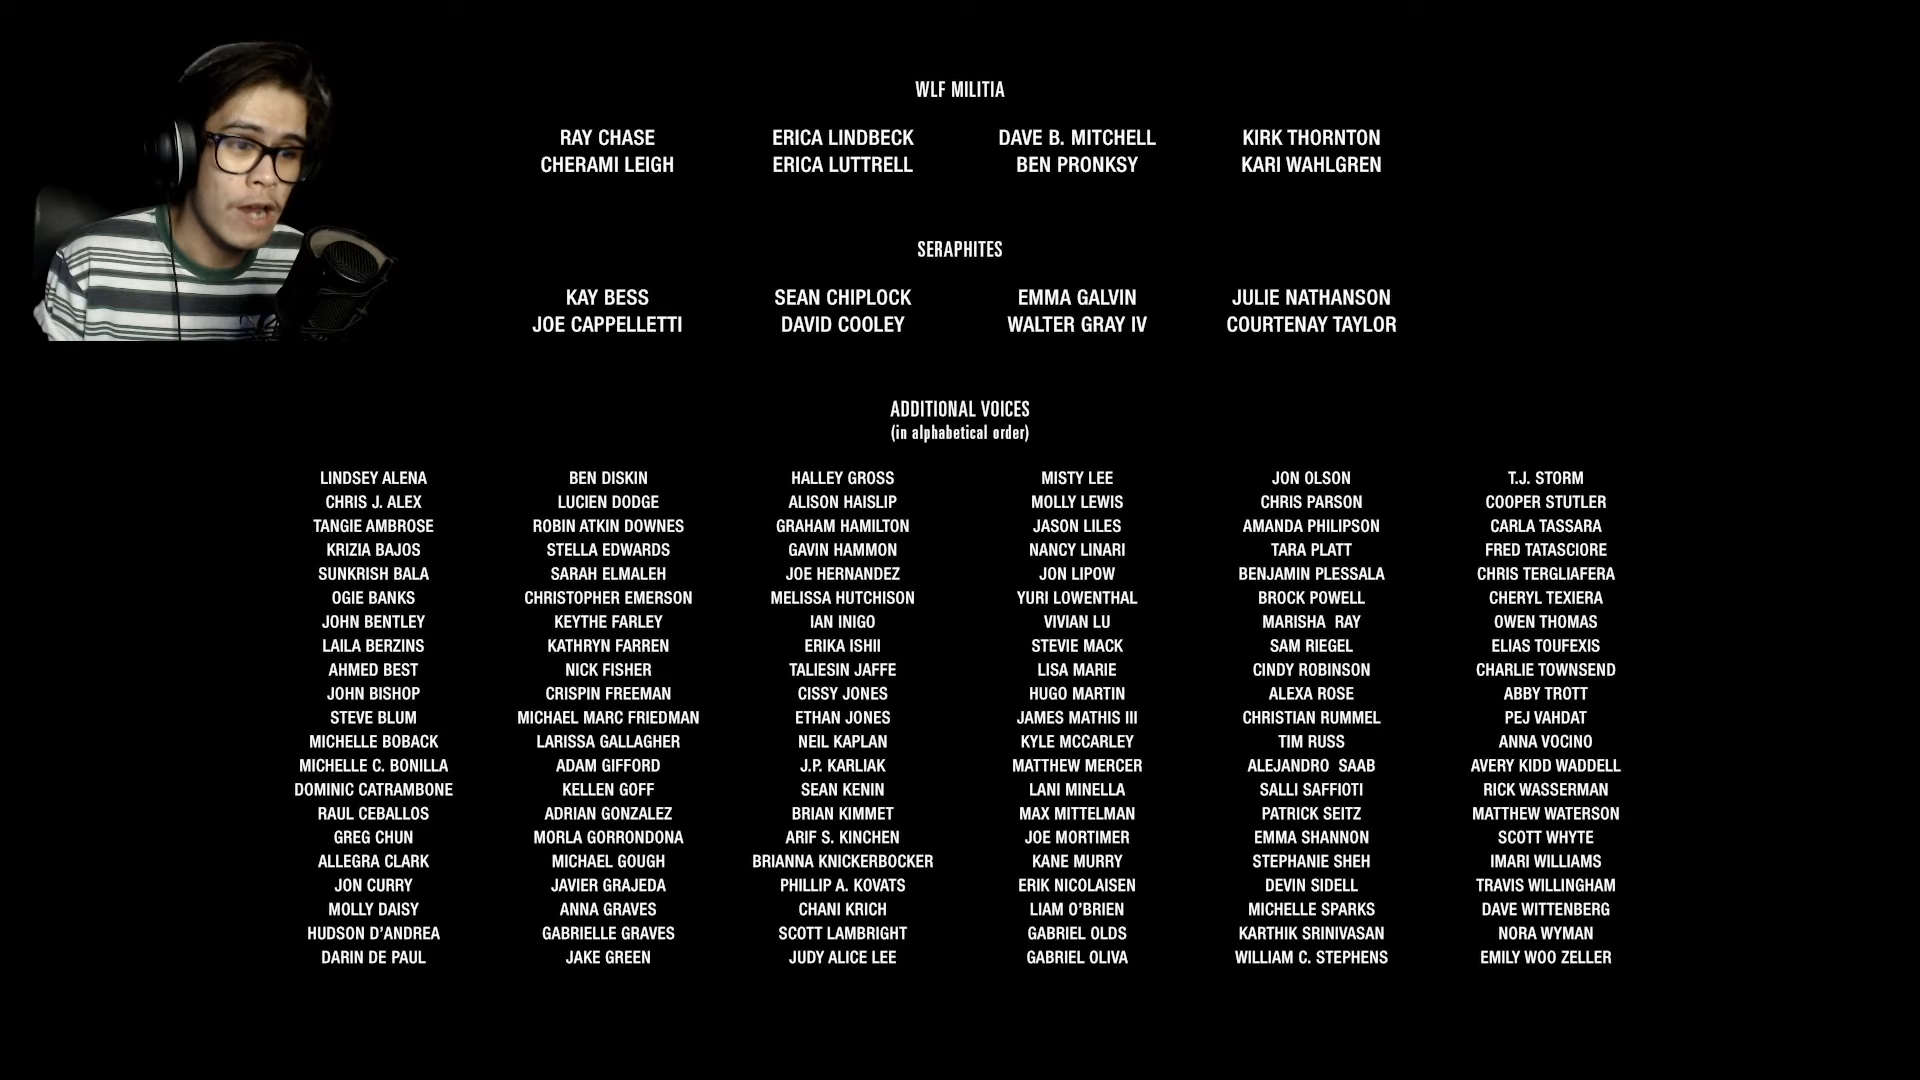 WLF MILITIA
RAY CHASE ERICA LINDBECK DAVE B. MITCHELL KIRK THORNTON
CHERAMI LEIGH ERICA LUTTRELL BEN PRONKSY KARI WAHLGREN
SERAPHITES
KAY BESS SEAN CHIPLOCK EMMA GALVIN JULIE NATHANSON
JOE CAPPELLETTI DAVID COOLEY WALTER GRAY IV COURTENAY TAYLOR
ADDITIONAL VOICES
(in alphabetical order)
LINDSEY ALENA BEN DISKIN HALLEY GROSS MISTY LEE JON OLSON T.J. STORM
CHRIS J. ALEX LUCIEN DODGE ALISON HAISLIP MOLLY LEWIS CHRIS PARSON COOPER STUTLER
TANGIE AMBROSE ROBIN ATKIN DOWNES GRAHAM HAMILTON JASON LILES AMANDA PHILIPSON CARLA TASSARA
KRIZIA BAJOS STELLA EDWARDS GAVIN HAMMON NANCY LINARI TARA PLATT FRED TATASCIORE
SUNKRISH BALA SARAH ELMALEH JOE HERNANDEZ JON LIPOW BENJAMIN PLESSALA CHRIS TERGLIAFERA
OGIE BANKS CHRISTOPHER EMERSON MELISSA HUTCHISON YURI LOWENTHAL BROCK POWELL CHERYL TEXIERA
JOHN BENTLEY KEYTHE FARLEY IAN INIGO VIVIAN LU MARISHA RAY OWEN THOMAS
LAILA BERZINS KATHRYN FARREN ERIKA ISHII STEVIE MACK SAM RIEGEL ELIAS TOUFEXIS
AHMED BEST NICK FISHER TALIESIN JAFFE LISA MARIE CINDY ROBINSON CHARLIE TOWNSEND
JOHN BISHOP CRISPIN FREEMAN CISSY JONES HUGO MARTIN ALEXA ROSE ABBY TROTT
STEVE BLUM MICHAEL MARC FRIEDMAN ETHAN JONES JAMES MATHIS III CHRISTIAN RUMMEL PEJ VAHDAT
MICHELLE BOBACK LARISSA GALLAGHER NEIL KAPLAN KYLE MCCARLEY TIM RUSS ANNA VOCINO
MICHELLE C. BONILLA ADAM GIFFORD J.P. KARLIAK MATTHEW MERCER ALEJANDRO SAAB AVERY KIDD WADDELL
DOMINIC CATRAMBONE KELLEN GOFF SEAN KENIN LANI MINELLA SALLI SAFFIOTI RICK WASSERMAN
RAUL CEBALLOS ADRIAN GONZALEZ BRIAN KIMMET MAX MITTELMAN PATRICK SEITZ MATTHEW WATERSON
GREG CHUN MORLA GORRONDONA ARIF S. KINCHEN JOE MORTIMER EMMA SHANNON SCOTT WHYTE
ALLEGRA CLARK MICHAEL GOUGH BRIANNA KNICKERBOCKER KANE MURRY STEPHANIE SHEH IMARI WILLIAMS
JON CURRY JAVIER GRAJEDA PHILLIP A. KOVATS ERIK NICOLAISEN DEVIN SIDELL TRAVIS WILLINGHAM
MOLLY DAISY ANNA GRAVES CHANI KRICH LIAM O'BRIEN MICHELLE SPARKS DAVE WITTENBERG
HUDSON D'ANDREA GABRIELLE GRAVES SCOTT LAMBRIGHT GABRIEL OLDS KARTHIK SRINIVASAN NORA WYMAN
DARIN DE PAUL JAKE GREEN JUDY ALICE LEE GABRIEL OLIVA WILLIAM C. STEPHENS EMILY WOO ZELLER